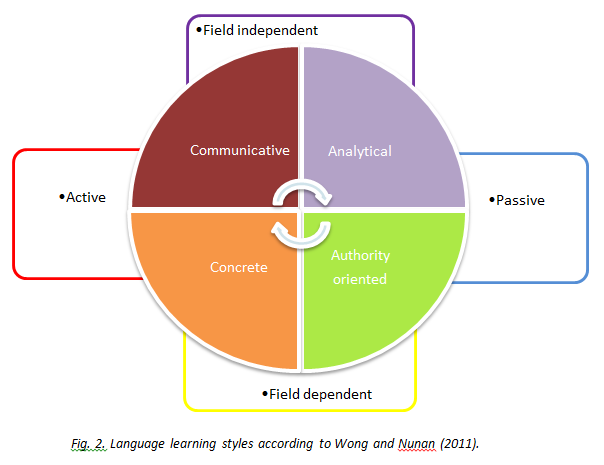 •Field independent
Communicative
Analytical
•Active
•Passive
Concrete
Authority
oriented
•Field dependent
Fig. 2. Language learning styles according to Wong and Nunan (2011).